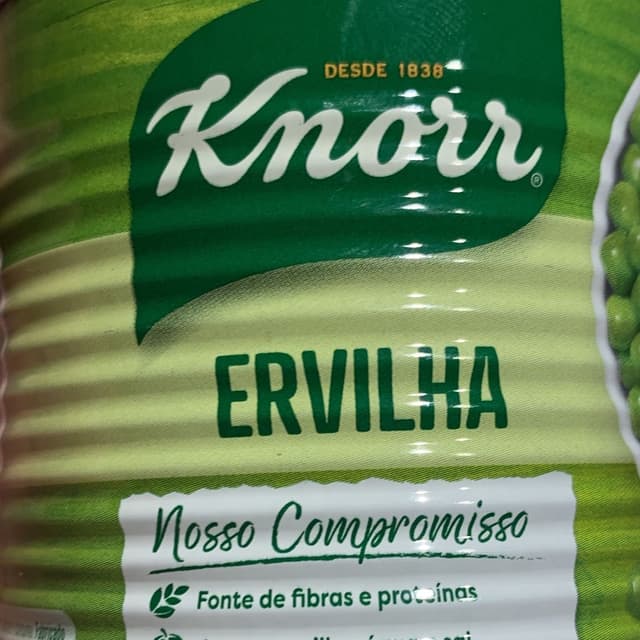 DESDE 1838
Knorr®
ERVILHA
Nosso Compromisso
Fonte de fibras e proteínas